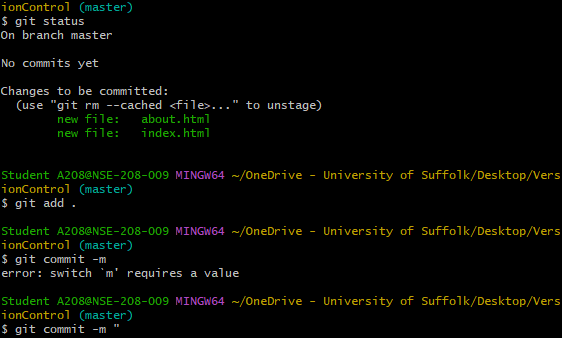 ionControl (master)
$ git status
On branch master
No commits yet
Changes to be committed:
  (use "git rm --cached <file>..." to unstage)
        new file:   about.html
        new file:   index.html
Student A208@NSE-208-009 MINGW64 ~/OneDrive - University of Suffolk/Desktop/Vers
ionControl (master)
$ git add .
Student A208@NSE-208-009 MINGW64 ~/OneDrive - University of Suffolk/Desktop/Vers
ionControl (master)
$ git commit -m
error: switch `m' requires a value
Student A208@NSE-208-009 MINGW64 ~/OneDrive - University of Suffolk/Desktop/Vers
ionControl (master)
$ git commit -m "